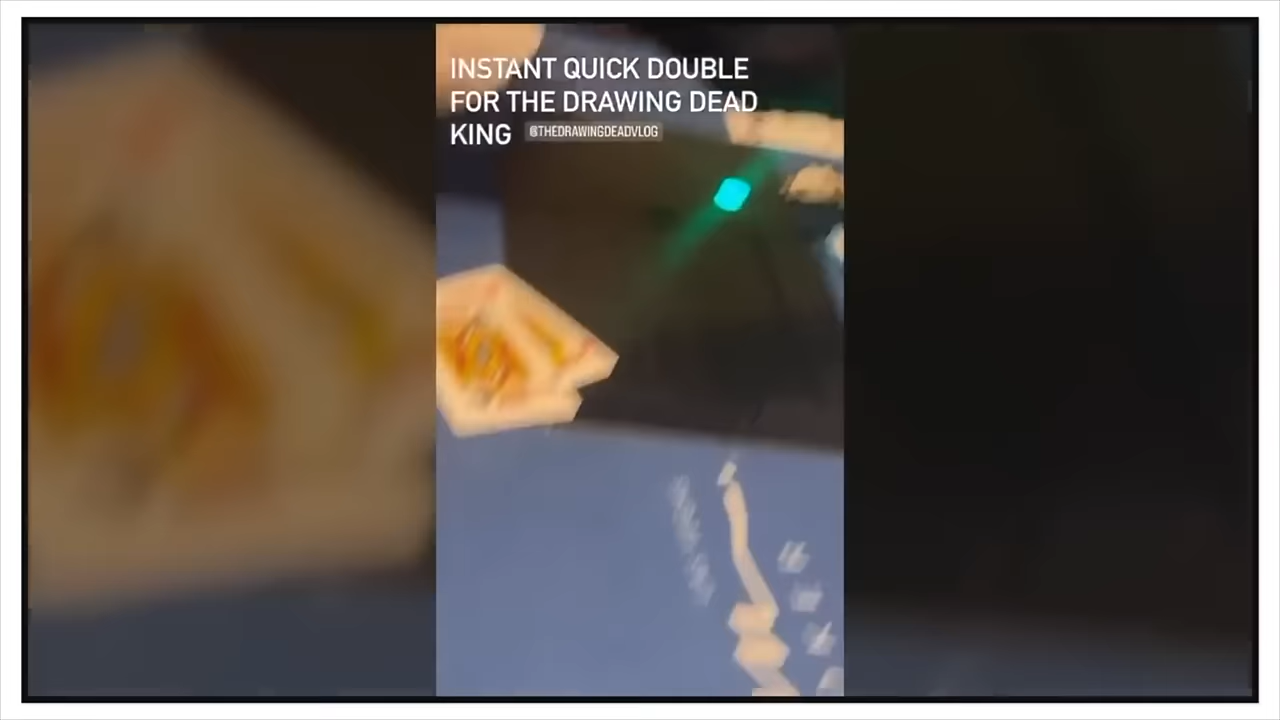 INSTANT QUICK DOUBLE
FOR THE DRAWING DEAD
KING @THEDRAWINGDEADVLOG